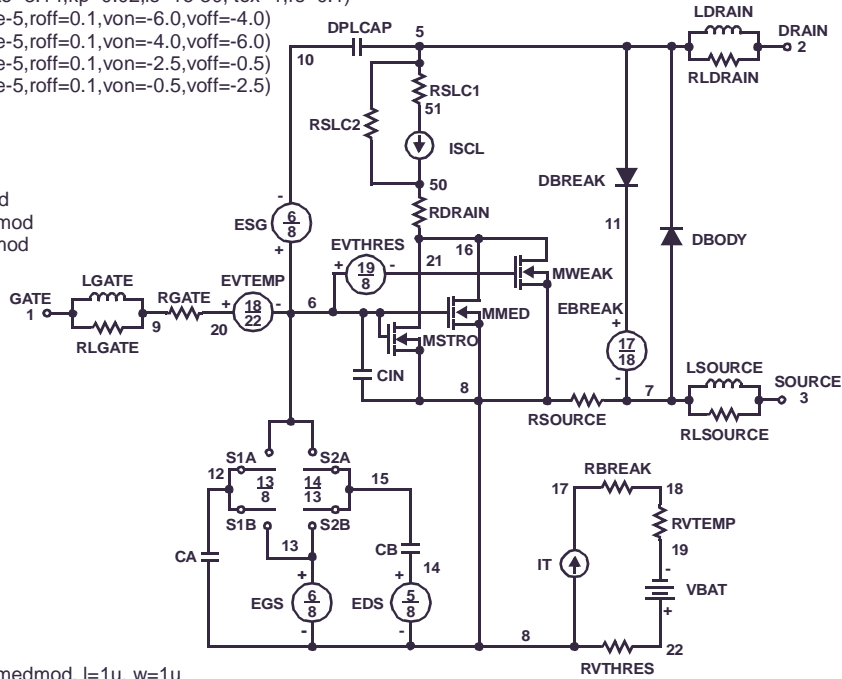 e-5,roff=0.1,von=-6.0,voff=-4.0)
e-5,roff=0.1,von=-4.0,voff=-6.0)
e-5,roff=0.1,von=-2.5,voff=-0.5)
e-5,roff=0.1,von=-0.5,voff=-2.5)
d
mod
mod
DPLCAP
5
10
LDRAIN
DRAIN
2
RLDRAIN
RSLC1
51
RSLC2
ISCL
50
RDRAIN
DBREAK
11
DBODY
ESG
-
6
8
+
EVTHRES
+
19
8
-
21
16
MWEAK
MMED
MSTRO
EBREAK
+
17
18
-
LGATE
GATE
1
RLGATE
9
RGATE
20
EVTEMP
+
18
22
-
6
CIN
8
RSOURCE
7
LSOURCE
SOURCE
3
RLSOURCE
S1A
S2A
12
13
8
14
13
15
S1B
S2B
13
CA
CB
14
+
EGS
6
8
-
+
EDS
5
8
-
RBREAK
17
18
RVTEMP
19
IT
-
VBAT
+
8
22
RVTHRES
medmod, l=1u, w=1u